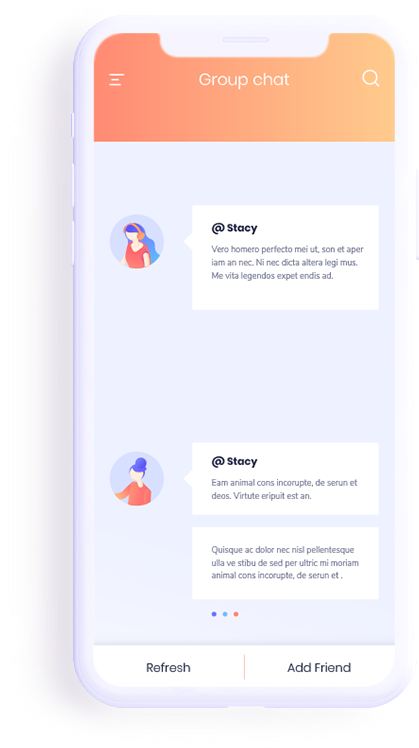 Group chat
@ Stacy
Vero homero perfecto mei ut, son et aper
iam an nec. Ni nec dicta altera legi mus.
Me vita legendos expet endis ad.
@ Stacy
Eam animal cons incorupte, de serun et
deos. Virtute eripuit est an.
Quisque ac dolor nec nisl pellentesque
ulla ve stibu de sed per ultric mi moriam
animal cons incorupte, de serun et .
Refresh
Add Friend